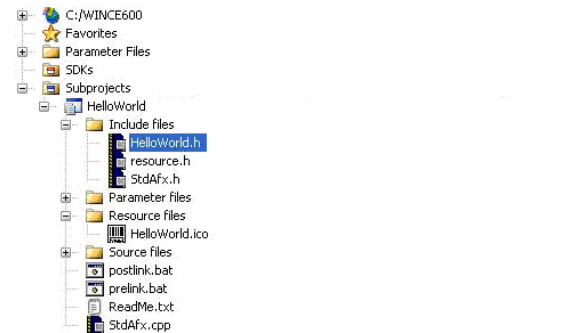 C:/WINCE600
Favorites
Parameter Files
SDKs
Subprojects
HelloWorld
Include files
HelloWorld.h
resource.h
StdAfx.h
Parameter files
Resource files
HelloWorld.ico
Source files
postlink.bat
prelink.bat
ReadMe.txt
StdAfx.cpp